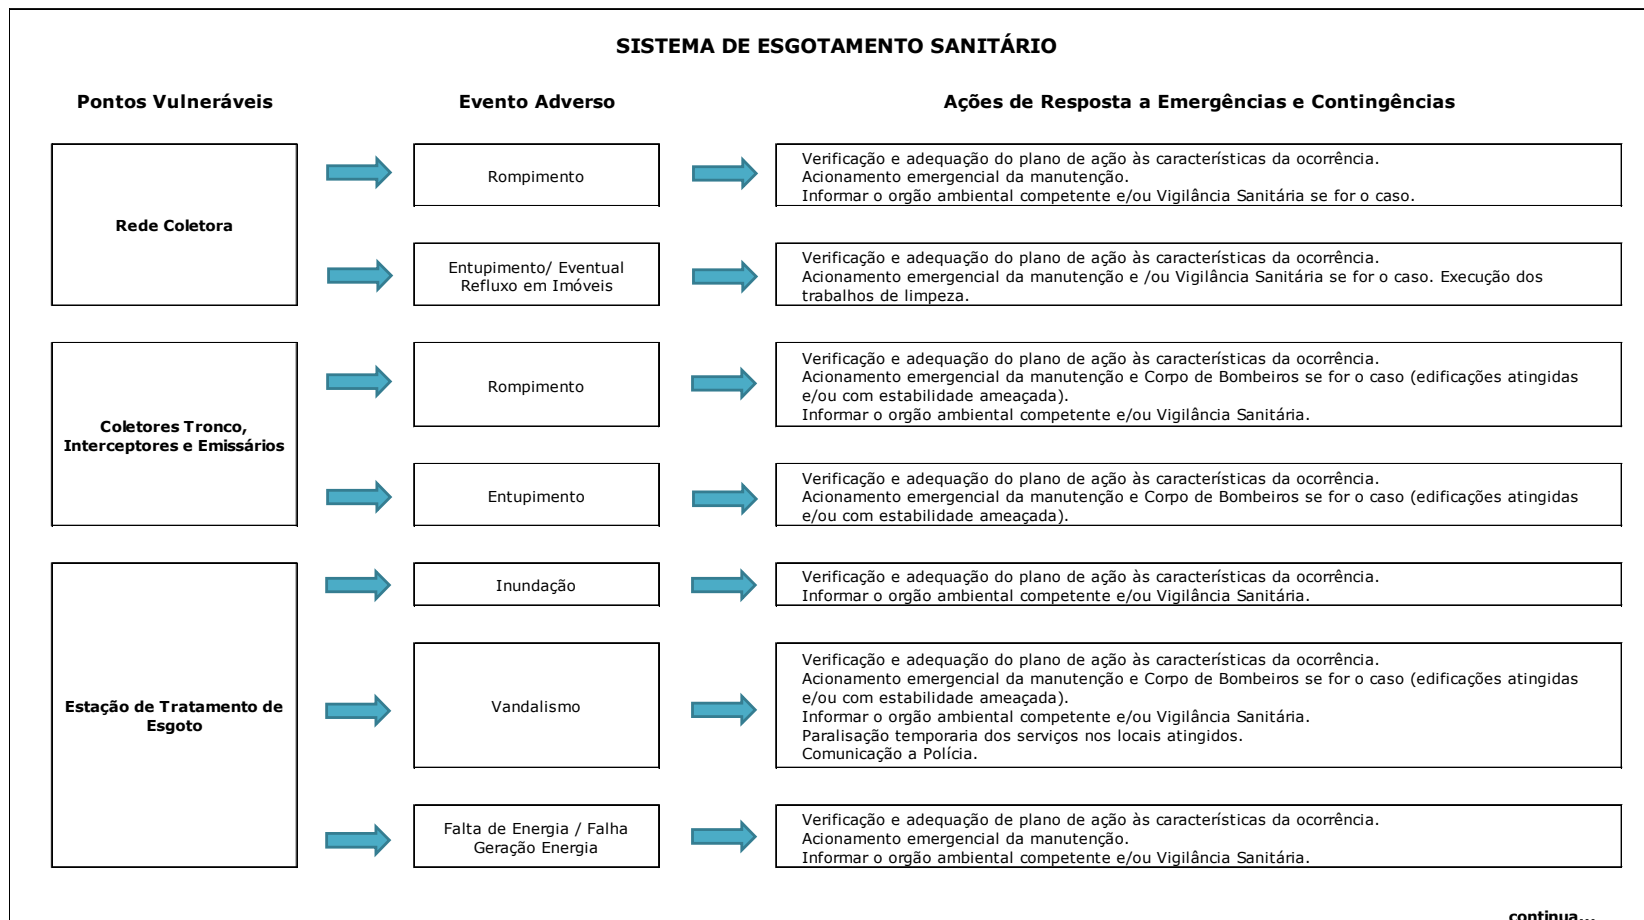 SISTEMA DE ESGOTAMENTO SANITÁRIO
Pontos Vulneráveis
Evento Adverso
Ações de Resposta a Emergências e Contingências
Rede Coletora
Rompimento
Verificação e adequação do plano de ação às características da ocorrência.
Acionamento emergencial da manutenção.
Informar o orgão ambiental competente e/ou Vigilância Sanitária se for o caso.
Entupimento/ Eventual
Refluxo em Imóveis
Verificação e adequação do plano de ação às características da ocorrência.
Acionamento emergencial da manutenção e /ou Vigilância Sanitária se for o caso. Execução dos
trabalhos de limpeza.
Coletores Tronco,
Interceptores e Emissários
Rompimento
Verificação e adequação do plano de ação às características da ocorrência.
Acionamento emergencial da manutenção e Corpo de Bombeiros se for o caso (edificações atingidas
e/ou com estabilidade ameaçada).
Informar o orgão ambiental competente e/ou Vigilância Sanitária.
Entupimento
Verificação e adequação do plano de ação às características da ocorrência.
Acionamento emergencial da manutenção e Corpo de Bombeiros se for o caso (edificações atingidas
e/ou com estabilidade ameaçada).
Estação de Tratamento de
Esgoto
Inundação
Verificação e adequação do plano de ação às características da ocorrência.
Informar o orgão ambiental competente e/ou Vigilância Sanitária.
Vandalismo
Verificação e adequação do plano de ação às características da ocorrência.
Acionamento emergencial da manutenção e Corpo de Bombeiros se for o caso (edificações atingidas
e/ou com estabilidade ameaçada).
Informar o orgão ambiental competente e/ou Vigilância Sanitária.
Paralisação temporaria dos serviços nos locais atingidos.
Comunicação a Polícia.
Falta de Energia / Falha
Geração Energia
Verificação e adequação de plano de ação às características da ocorrência.
Acionamento emergencial da manutenção.
Informar o orgão ambiental competente e/ou Vigilância Sanitária.
continua...